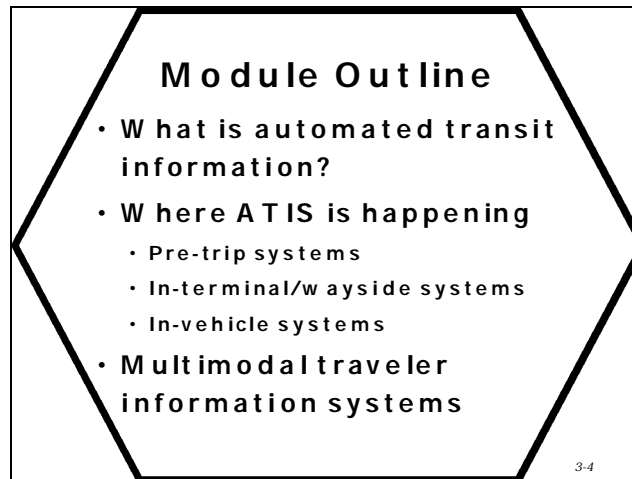 Module Outline
• What is automated transit
information?
• Where ATIS is happening
• Pre-trip systems
• In-terminal/wayside systems
• In-vehicle systems
• Multimodal traveler
information systems
3-4